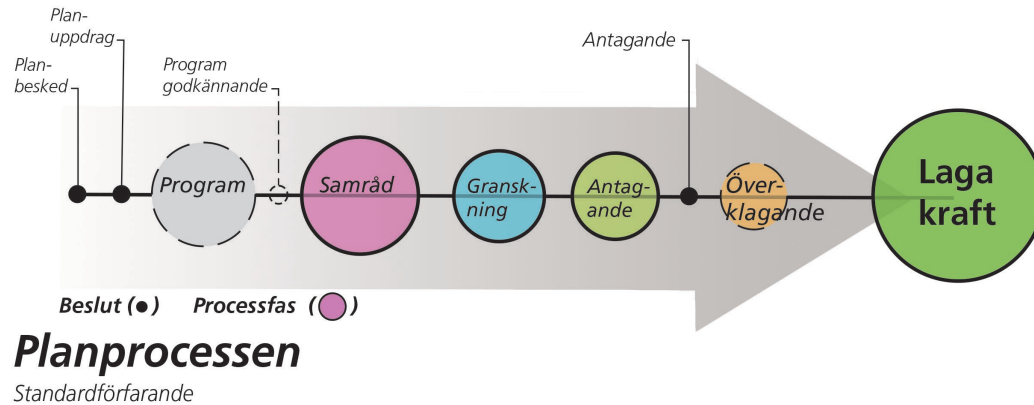 Plan-
uppdrag
Plan-
besked
Program
godkännande
Antagande
Program
Samråd
Gransk-
ning
Antag-
ande
Över-
klagande
Laga
kraft
Beslut (●) Processfas ( )
Planprocessen
Standardförfarande